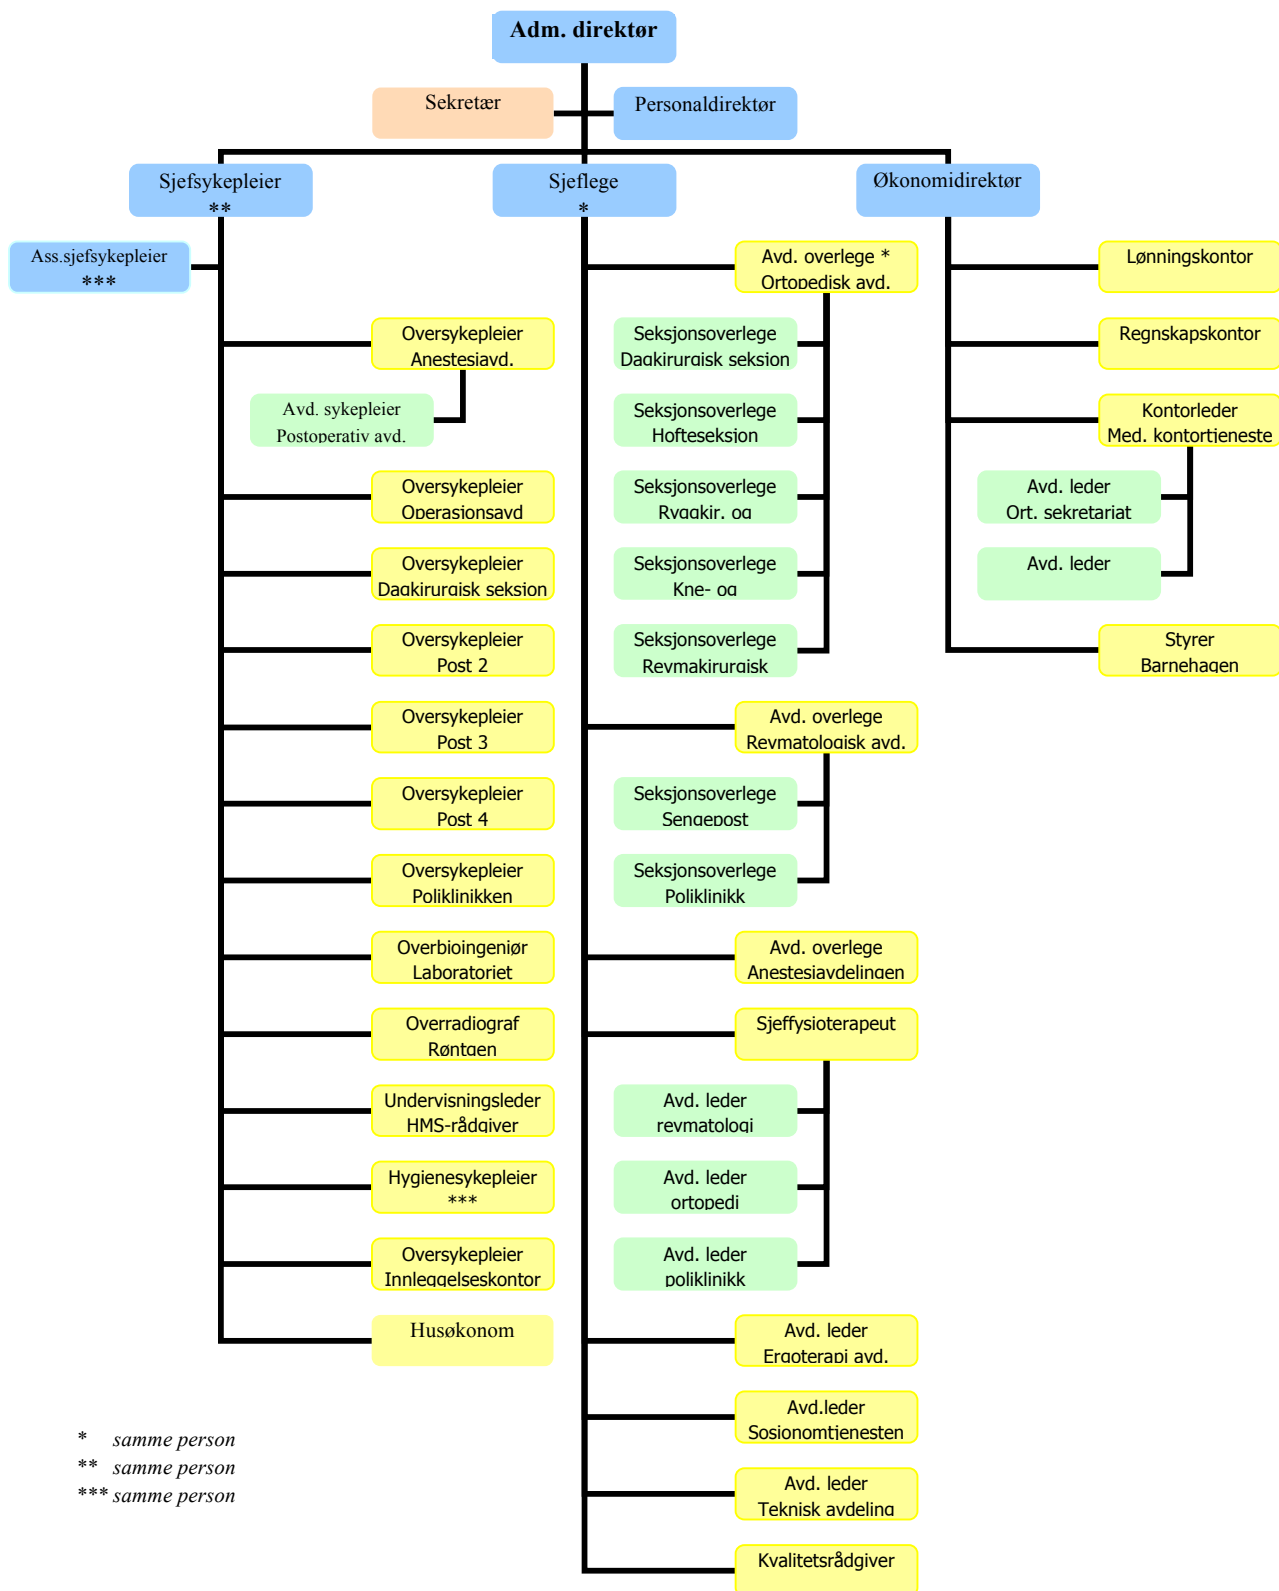 Adm. direktør
Sekretær
Personaldirektør
Sjefsykepleier
**
Sjeflege
*
Økonomidirektør
Ass.sjefsykepleier
***
Oversykepleier
Anestesiavd.
Avd. sykepleier
Postoperativ avd.
Oversykepleier
Operasjonsavd
Oversykepleier
Dagkirurgisk seksjon
Oversykepleier
Post 2
Oversykepleier
Post 3
Oversykepleier
Post 4
Oversykepleier
Poliklinikken
Overbioingeniør
Laboratoriet
Overradiograf
Røntgen
Undervisningsleder
HMS-rådgiver
Hygienesykepleier
***
Oversykepleier
Innleggelseskontor
Husøkonom
Avd. overlege *
Ortopedisk avd.
Seksjonsoverlege
Dagkirurgisk seksjon
Seksjonsoverlege
Hofteseksjon
Seksjonsoverlege
Ryggkir. og
Seksjonsoverlege
Kne- og
Seksjonsoverlege
Revmakirurgisk
Avd. overlege
Revmatologisk avd.
Seksjonsoverlege
Sengepost
Seksjonsoverlege
Poliklinikk
Avd. overlege
Anestesiavdelingen
Sjeffysioterapeut
Avd. leder
revmatologi
Avd. leder
ortopedi
Avd. leder
poliklinikk
Avd. leder
Ergoterapi avd.
Avd.leder
Sosionomtjenesten
Avd. leder
Teknisk avdeling
Kvalitetsrådgiver
Lønningskontor
Regnskapskontor
Kontorleder
Med. kontortjeneste
Avd. leder
Ort. sekretariat
Avd. leder
Styrer
Barnehagen
* samme person
** samme person
*** samme person